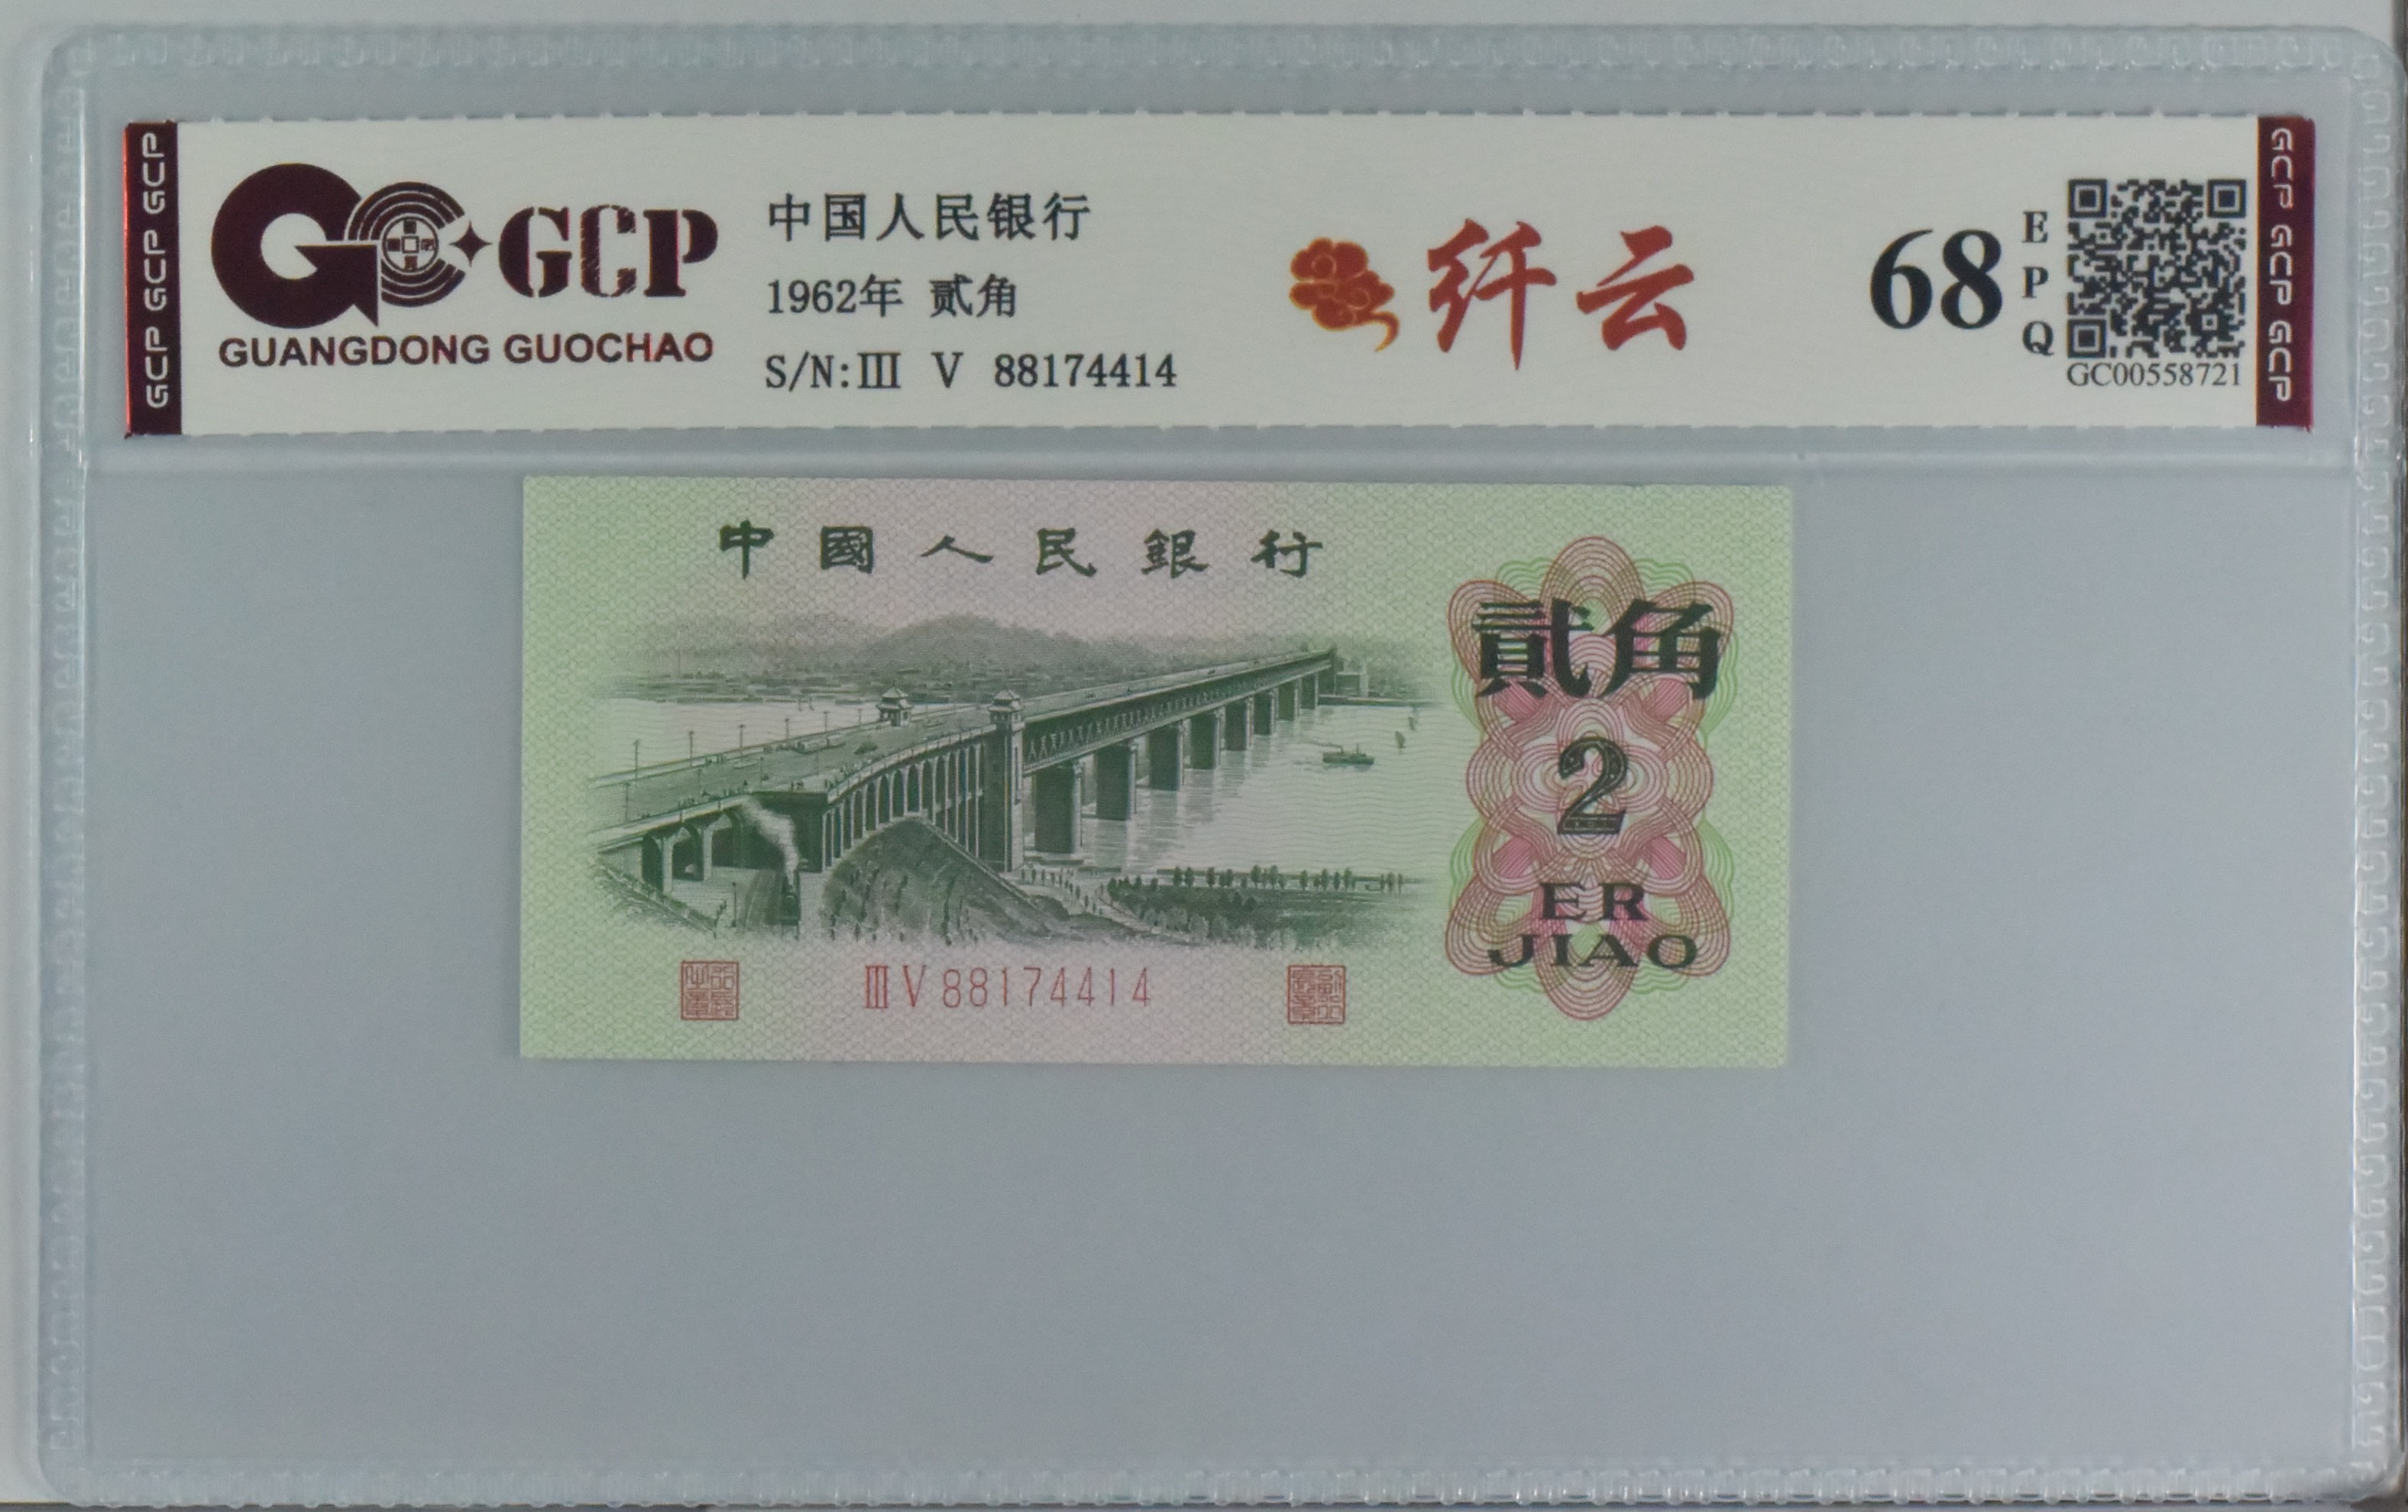 GCP GCP GCP
GCP
GUANGDONG GUOCHAO
中国人民银行
1962年 贰角
S/N:Ⅲ Ⅴ 88174414
纤云
68
EPQ
GC00558721
GCP GCP GCP
中國人民銀行
貳角
2
ER
JIAO
ⅢⅤ88174414